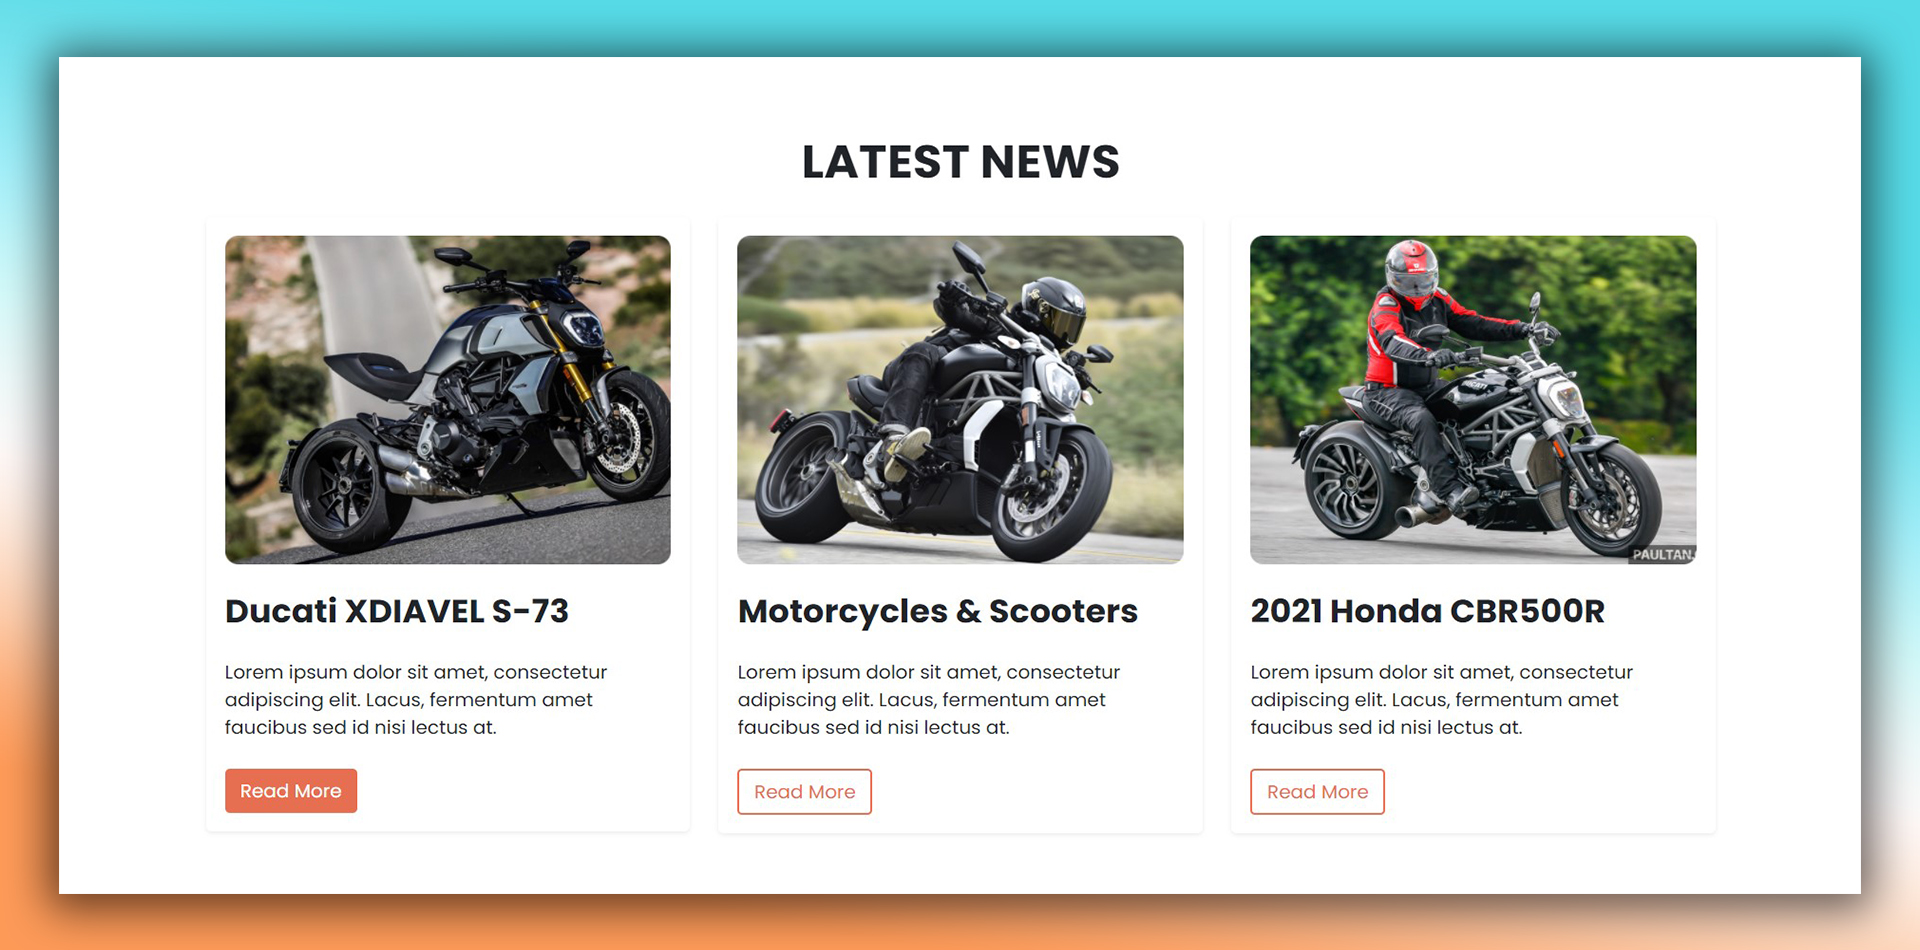 LATEST NEWS
Ducati XDIAVEL S-73
Lorem ipsum dolor sit amet, consectetur
adipiscing elit. Lacus, fermentum amet
faucibus sed id nisi lectus at.
Read More
Motorcycles & Scooters
Lorem ipsum dolor sit amet, consectetur
adipiscing elit. Lacus, fermentum amet
faucibus sed id nisi lectus at.
Read More
PAULTAN.
2021 Honda CBR500R
Lorem ipsum dolor sit amet, consectetur
adipiscing elit. Lacus, fermentum amet
faucibus sed id nisi lectus at.
Read More